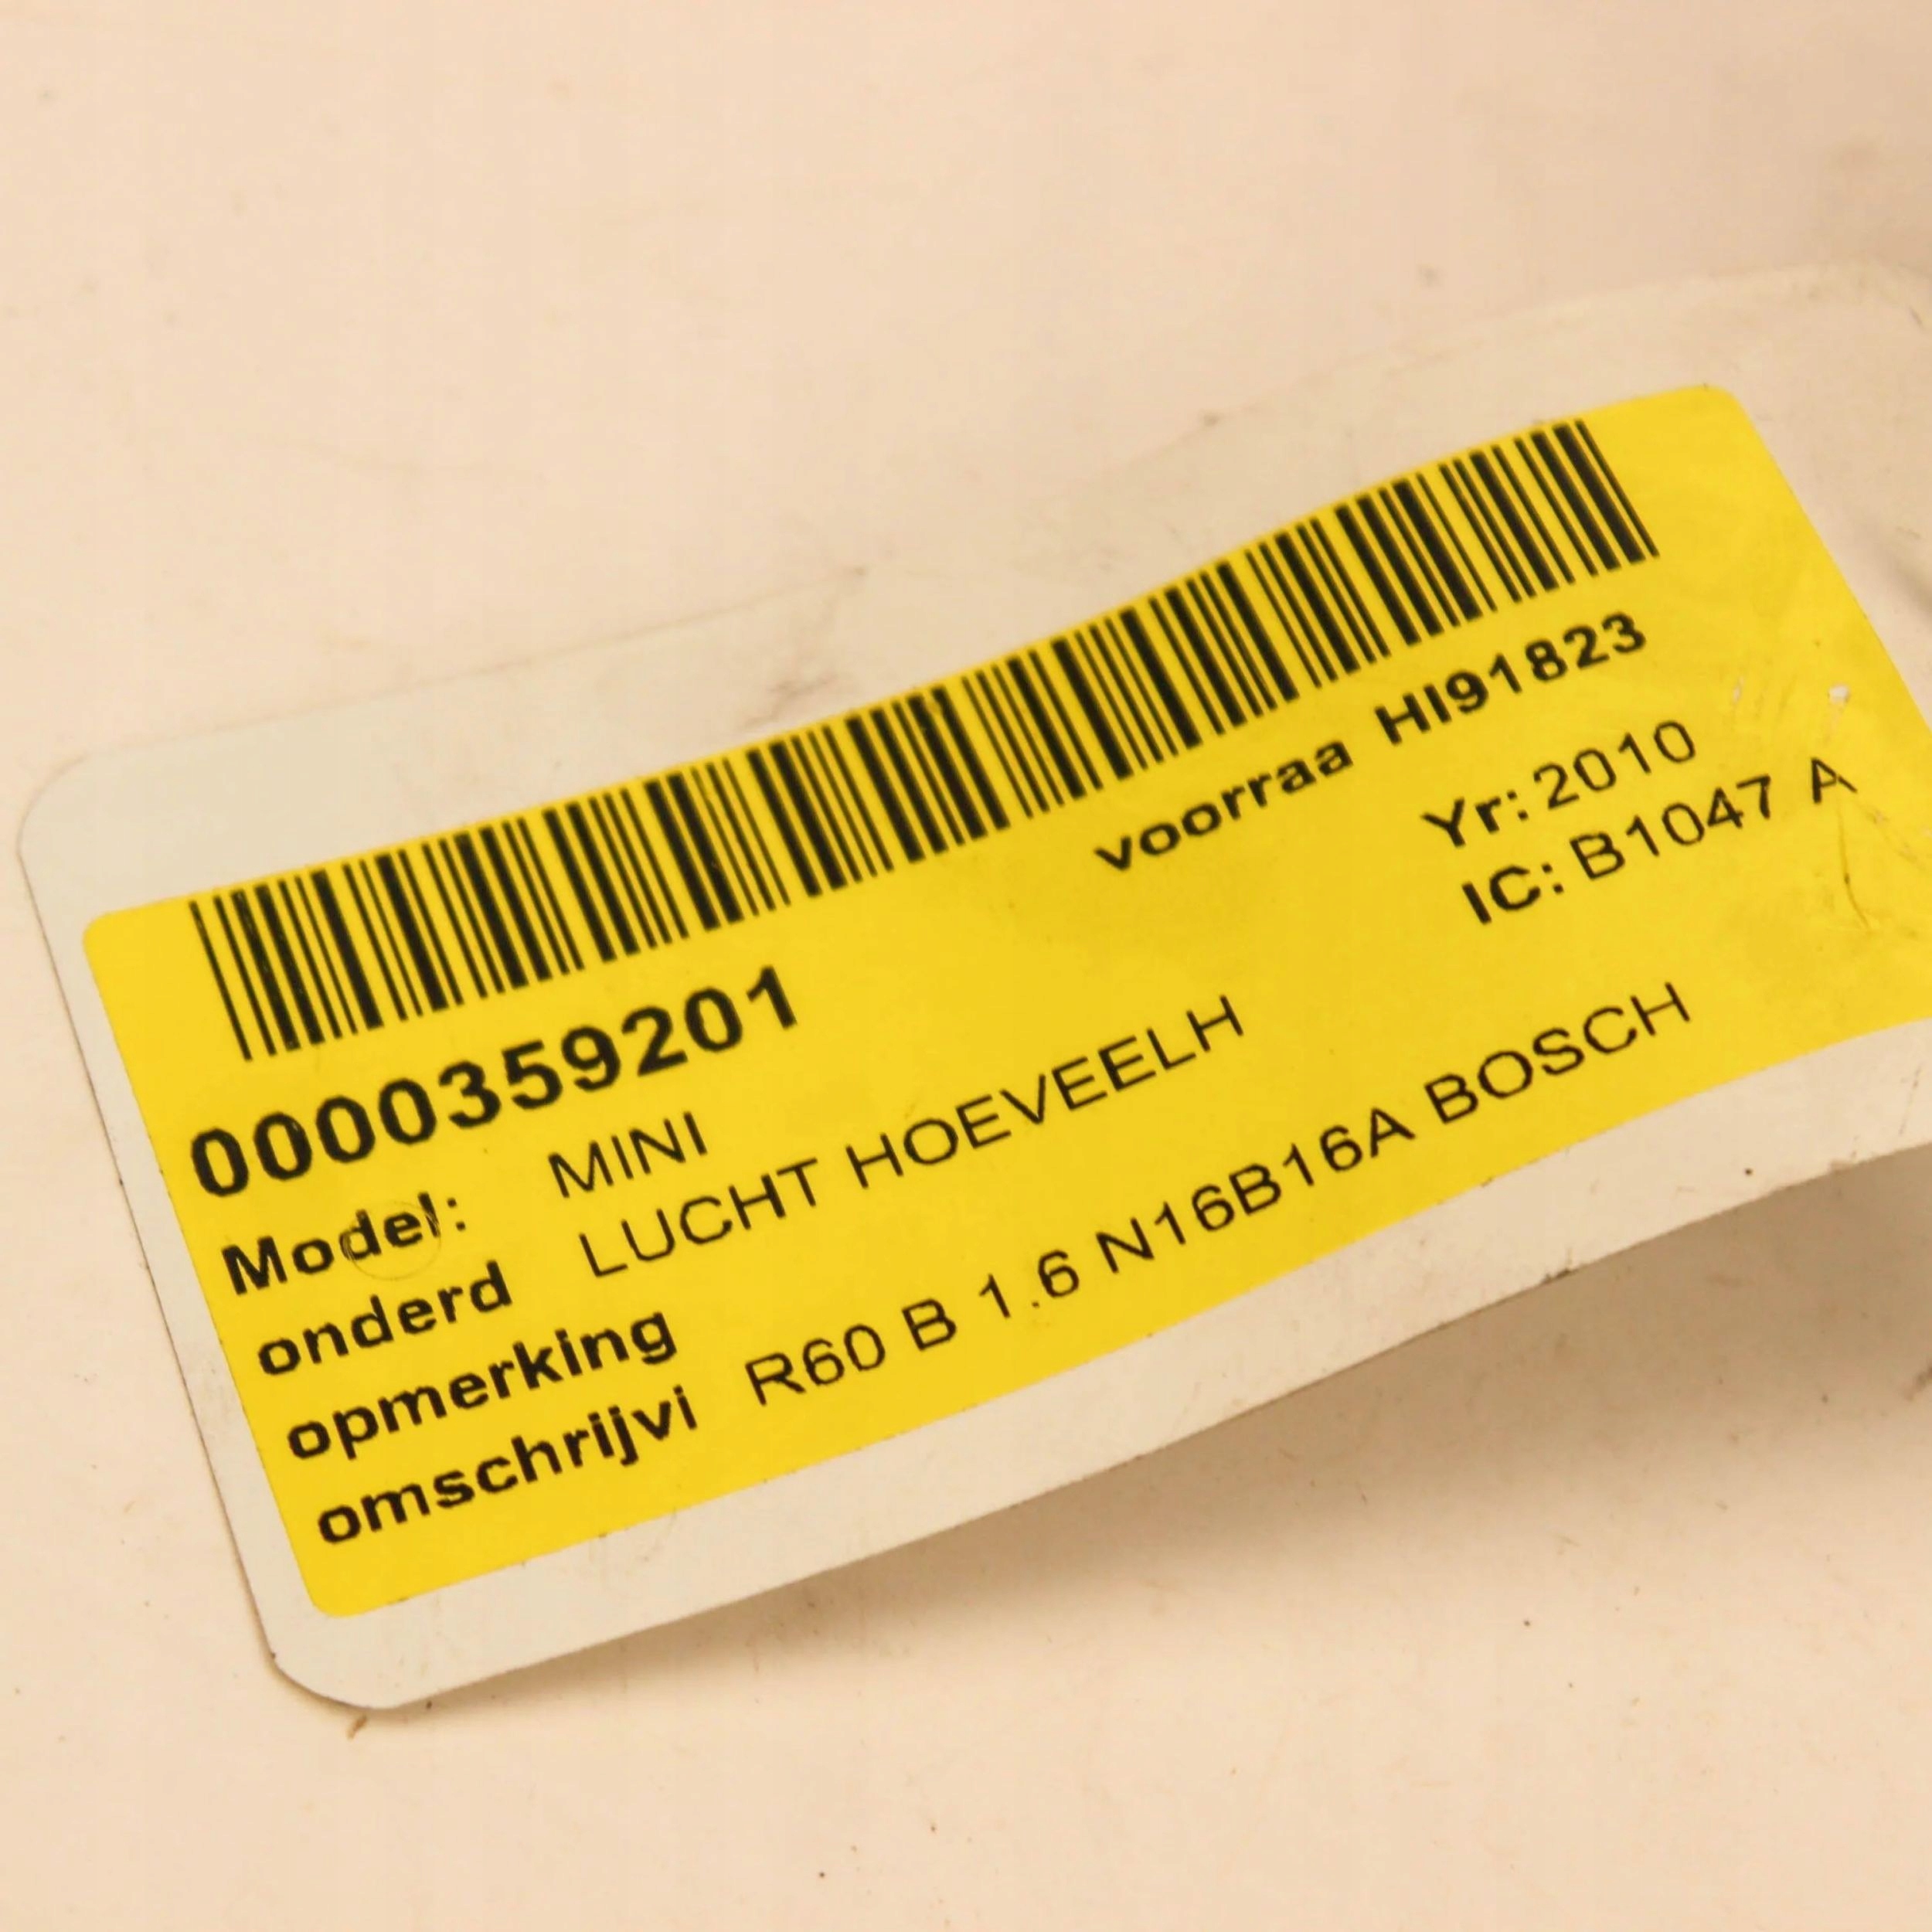 0000359201
voorraa HI91823
Yr: 2010
Model: MINI
IC: B1047 A
onderd LUCHT HOEVEELH
opmerking
omschrijvi R60 B 1.6 N16B16A BOSCH